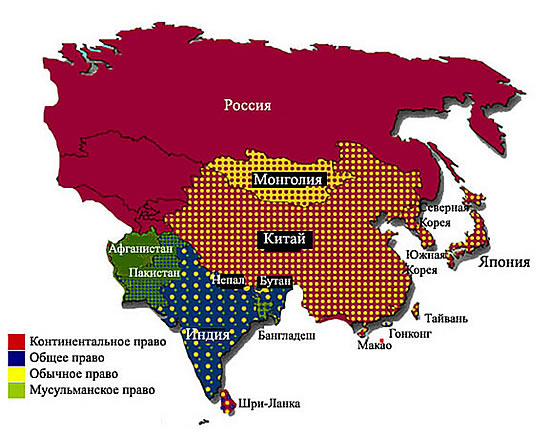 Россия
Монголия
Северная
Корея
Китай
Афганистан
Южная
Корея
Япония
Пакистан
Непал
Бутан
Тайвань
Индия
Гонконг
Бангладеш
Макао
Континентальное право
Общее право
Обычное право
Мусульманское право
Шри-Ланка